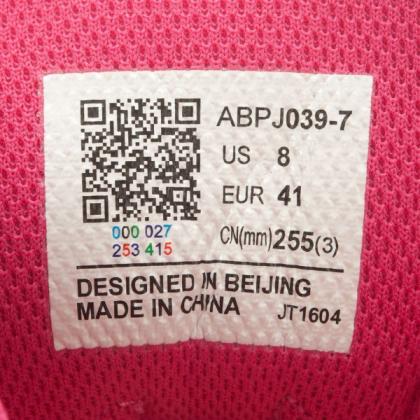 ABPJ039-7
US 8
EUR 41
CN(mm)255(3)
000 027
253 415
DESIGNED IN BEIJING
MADE IN CHINA JT1604